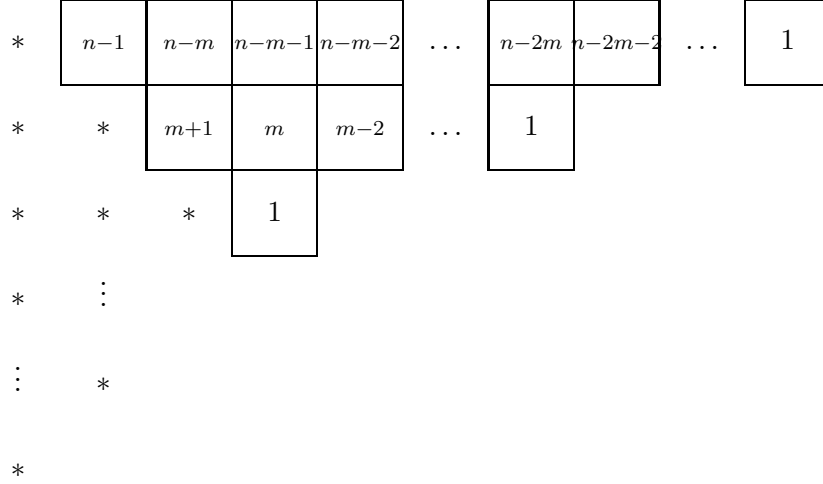 * n−1 n−m n−m−1 n−m−2 ... n−2m n−2m−2 ... 1
* * m+1 m m−2 ... 1
* * * 1
* ⋮
⋮ *
*